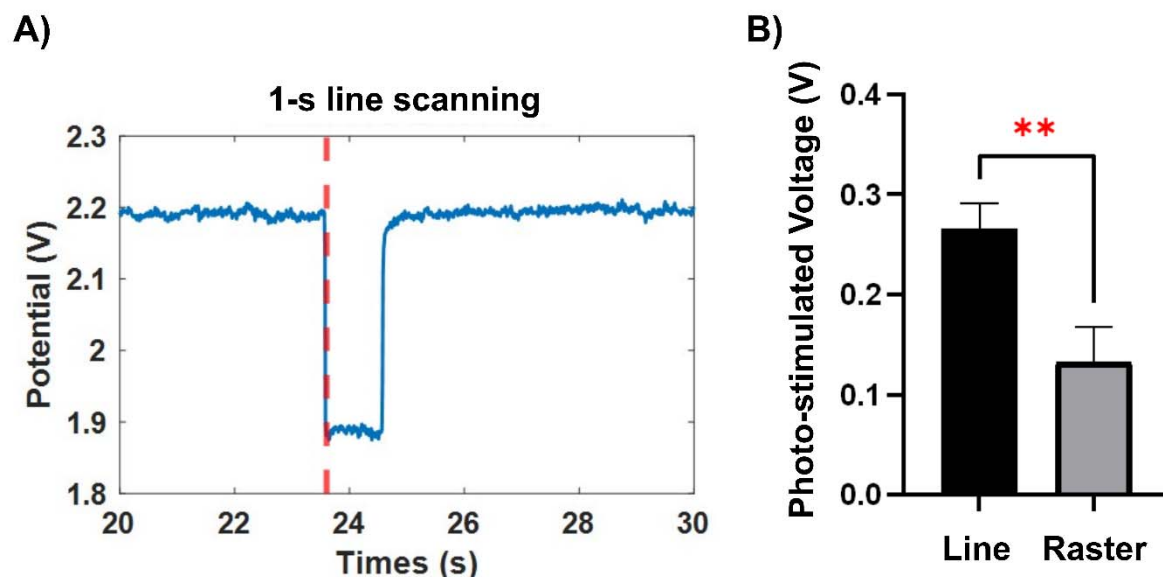 A)
1-s line scanning
Potential (V)
2.3
2.2
2.1
2
1.9
1.8
20
22
24
26
28
30
Times (s)
B)
Photo-stimulated Voltage (V)
0.4
0.3
0.2
0.1
0.0
**
Line
Raster